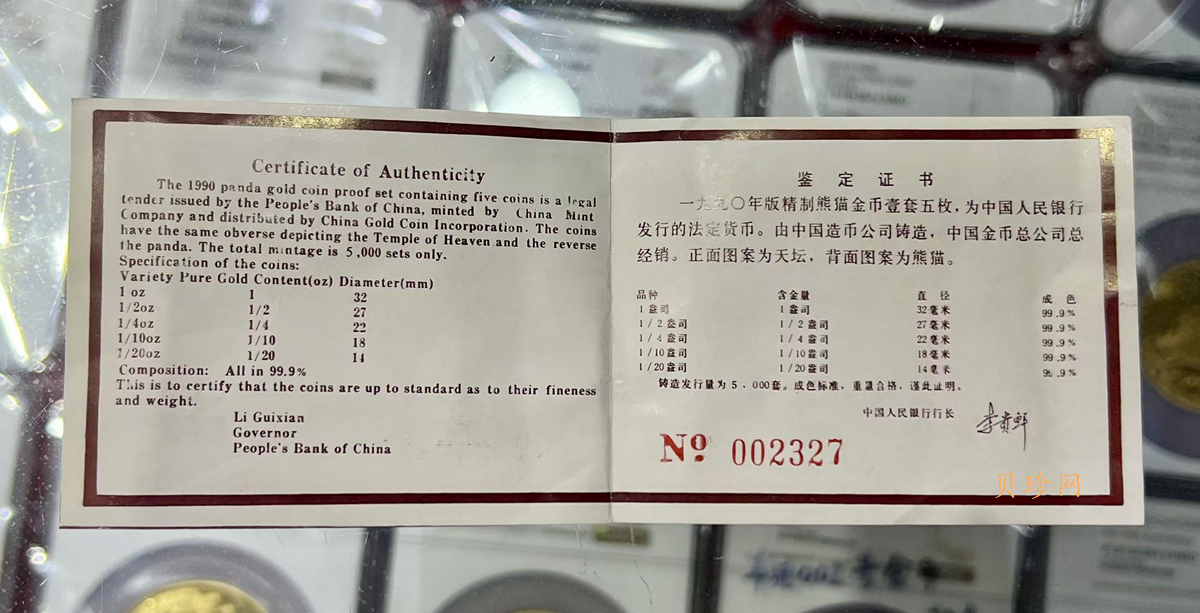 Certificate of Authenticity
The 1990 panda gold coin proof set containing five coins is a legal
tender issued by the People's Bank of China, minted by China Mint
Company and distributed by China Gold Coin Incorporation. The coins
have the same obverse depicting the Temple of Heaven and the reverse
the panda. The total mintage is 5,000 sets only.
Specification of the coins:
Variety Pure Gold Content(oz) Diameter(mm)
1 oz 1 32
1/2oz 1/2 27
1/4oz 1/4 22
1/10oz 1/10 18
1/20oz 1/20 14
Composition: All in 99.9%
This is to certify that the coins are up to standard as to their fineness
and weight.
Li Guixian
Governor
People's Bank of China
鉴定证书
一九九〇年版精制熊猫金币壹套五枚，为中国人民银行
发行的法定货币。由中国造币公司铸造，中国金币总公司总
经销。正面图案为天坛，背面图案为熊猫。
品种 含金量 直径 成色
1盎司 1盎司 32毫米 99.9%
1/2盎司 1/2盎司 27毫米 99.9%
1/4盎司 1/4盎司 22毫米 99.9%
1/10盎司 1/10盎司 18毫米 99.9%
1/20盎司 1/20盎司 14毫米 99.9%
铸造发行量为5,000套。成色标准，重量合格，谨此证明。
中国人民银行行长 李贵鲜
Nº 002327
贝珍网